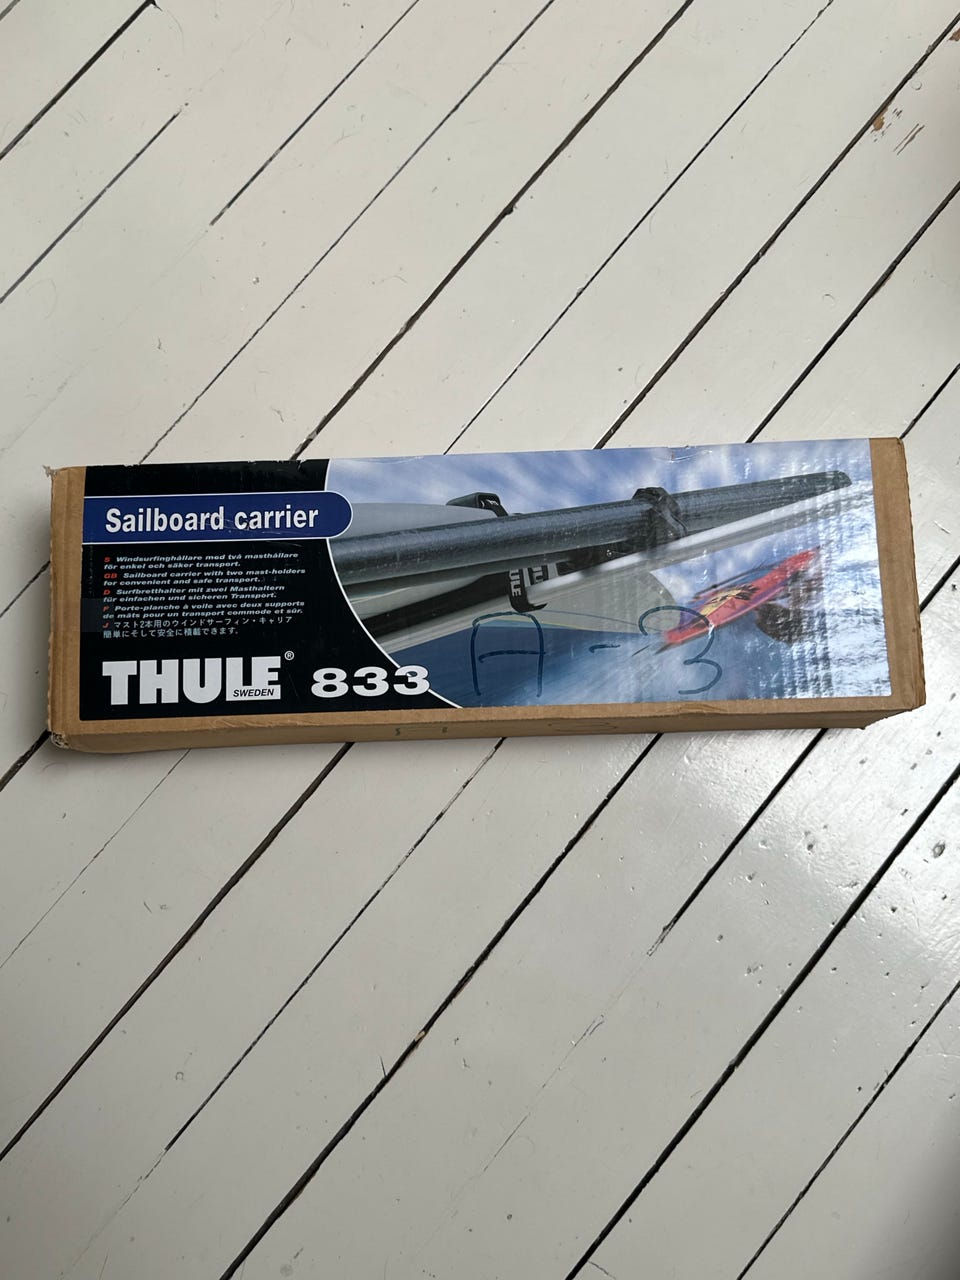 Sailboard carrier
S Windsurfinghållare med två masthållare
för enkel och säker transport.
GB Sailboard carrier with two mast-holders
for convenient and safe transport.
D Surfbretthalter mit zwei Masthaltern
für einfachen und sicheren Transport.
F Porte-planche à voile avec deux supports
de mâts pour un transport commode et sûr.
J マスト2本用のウインドサーフィン・キャリア
簡単にそして安全に積載できます。
THULE®
SWEDEN
833
A-3